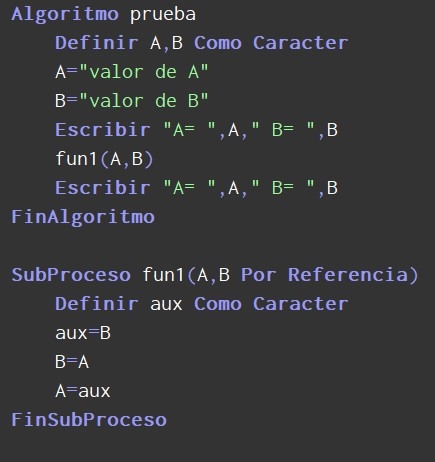 Algoritmo prueba
Definir A,B Como Caracter
A="valor de A"
B="valor de B"
Escribir "A= ",A," B= ",B
fun1(A,B)
Escribir "A= ",A," B= ",B
FinAlgoritmo
SubProceso fun1(A,B Por Referencia)
Definir aux Como Caracter
aux=B
B=A
A=aux
FinSubProceso